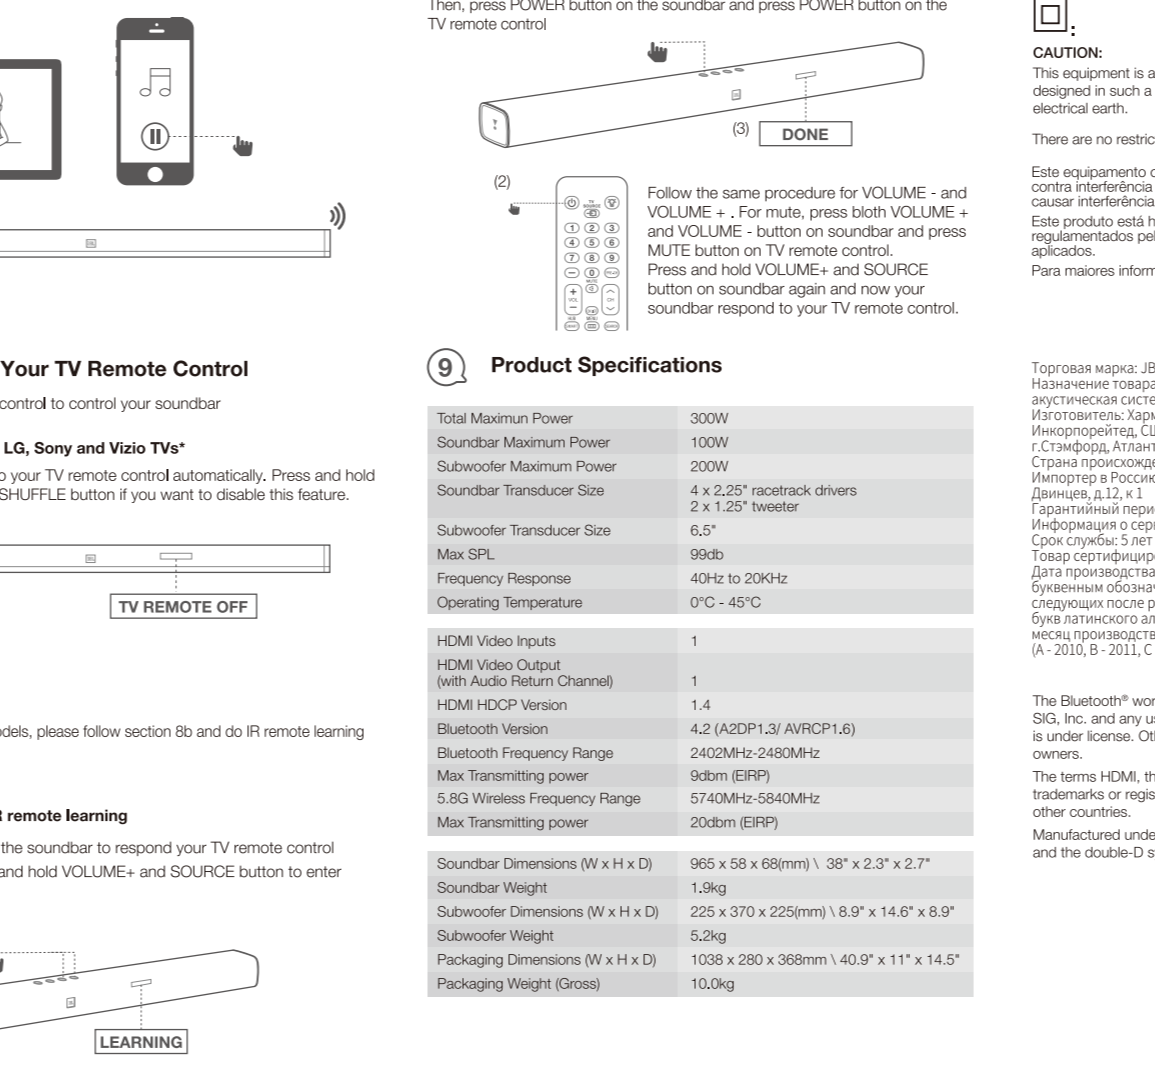 Your TV Remote Control
control to control your soundbar
LG, Sony and Vizio TVs*
your TV remote control automatically. Press and hold
SHUFFLE button if you want to disable this feature.
TV REMOTE OFF
please follow section 8b and do IR remote learning
remote learning
the soundbar to respond your TV remote control
and hold VOLUME+ and SOURCE button to enter
LEARNING
Then, press POWER button on the soundbar and press POWER button on the
TV remote control
(3) DONE
(2)
TV
SOURCE
1 2 3
4 5 6
7 8 9
- 0
MUTE
+
VOL
-
CH
MENU
Follow the same procedure for VOLUME - and
VOLUME + . For mute, press bloth VOLUME +
and VOLUME - button on soundbar and press
MUTE button on TV remote control.
Press and hold VOLUME+ and SOURCE
button on soundbar again and now your
soundbar respond to your TV remote control.
9 Product Specifications
Total Maximun Power 300W
Soundbar Maximum Power 100W
Subwoofer Maximum Power 200W
Soundbar Transducer Size 4 x 2.25" racetrack drivers
2 x 1.25" tweeter
Subwoofer Transducer Size 6.5"
Max SPL 99db
Frequency Response 40Hz to 20KHz
Operating Temperature 0°C - 45°C
HDMI Video Inputs 1
HDMI Video Output
(with Audio Return Channel) 1
HDMI HDCP Version 1.4
Bluetooth Version 4.2 (A2DP1.3/ AVRCP1.6)
Bluetooth Frequency Range 2402MHz-2480MHz
Max Transmitting power 9dbm (EIRP)
5.8G Wireless Frequency Range 5740MHz-5840MHz
Max Transmitting power 20dbm (EIRP)
Soundbar Dimensions (W x H x D) 965 x 58 x 68(mm) \ 38" x 2.3" x 2.7"
Soundbar Weight 1.9kg
Subwoofer Dimensions (W x H x D) 225 x 370 x 225(mm) \ 8.9" x 14.6" x 8.9"
Subwoofer Weight 5.2kg
Packaging Dimensions (W x H x D) 1038 x 280 x 368mm \ 40.9" x 11" x 14.5"
Packaging Weight (Gross) 10.0kg
:
CAUTION:
This equipment is a
designed in such a
electrical earth.
There are no restric
Este equipamento
contra interferência
causar interferência
Este produto está h
regulamentados pel
aplicados.
Para maiores inform
Торговая марка: JB
Назначение товара
акустическая систе
Изготовитель: Харм
Инкорпорейтед, СШ
г.Стэмфорд, Атлант
Страна происхожде
Импортер в Россию
Двинцев, д.12, к 1
Гарантийный пери
Информация о серв
Срок службы: 5 лет
Товар сертифициро
Дата производства
буквенным обознач
следующих после р
букв латинского ал
месяц производств
(A - 2010, B - 2011, C
The Bluetooth® wor
SIG, Inc. and any us
is under license. Oth
owners.
The terms HDMI, th
trademarks or regis
other countries.
Manufactured unde
and the double-D s